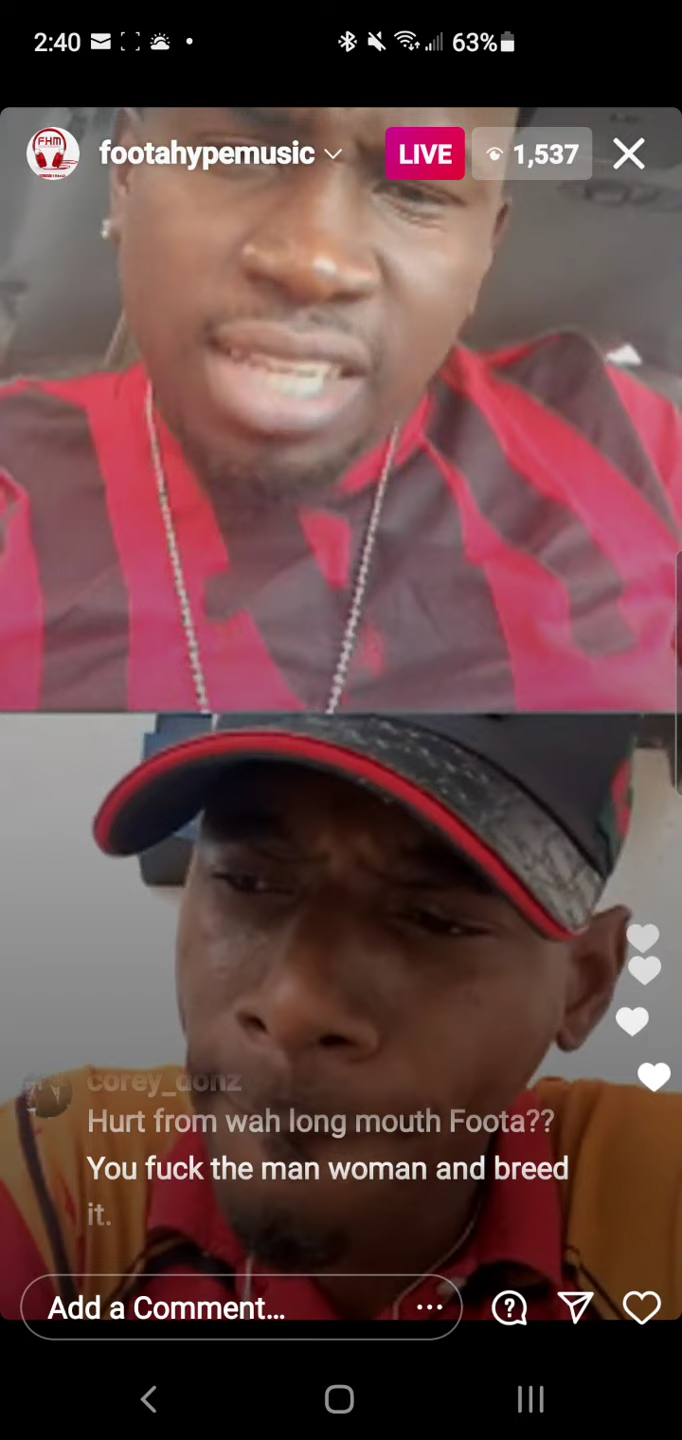 2:40 63%
FHM
footahypemusic LIVE 1,537
corey_donz
Hurt from wah long mouth Foota??
You fuck the man woman and breed
it.
Add a Comment...